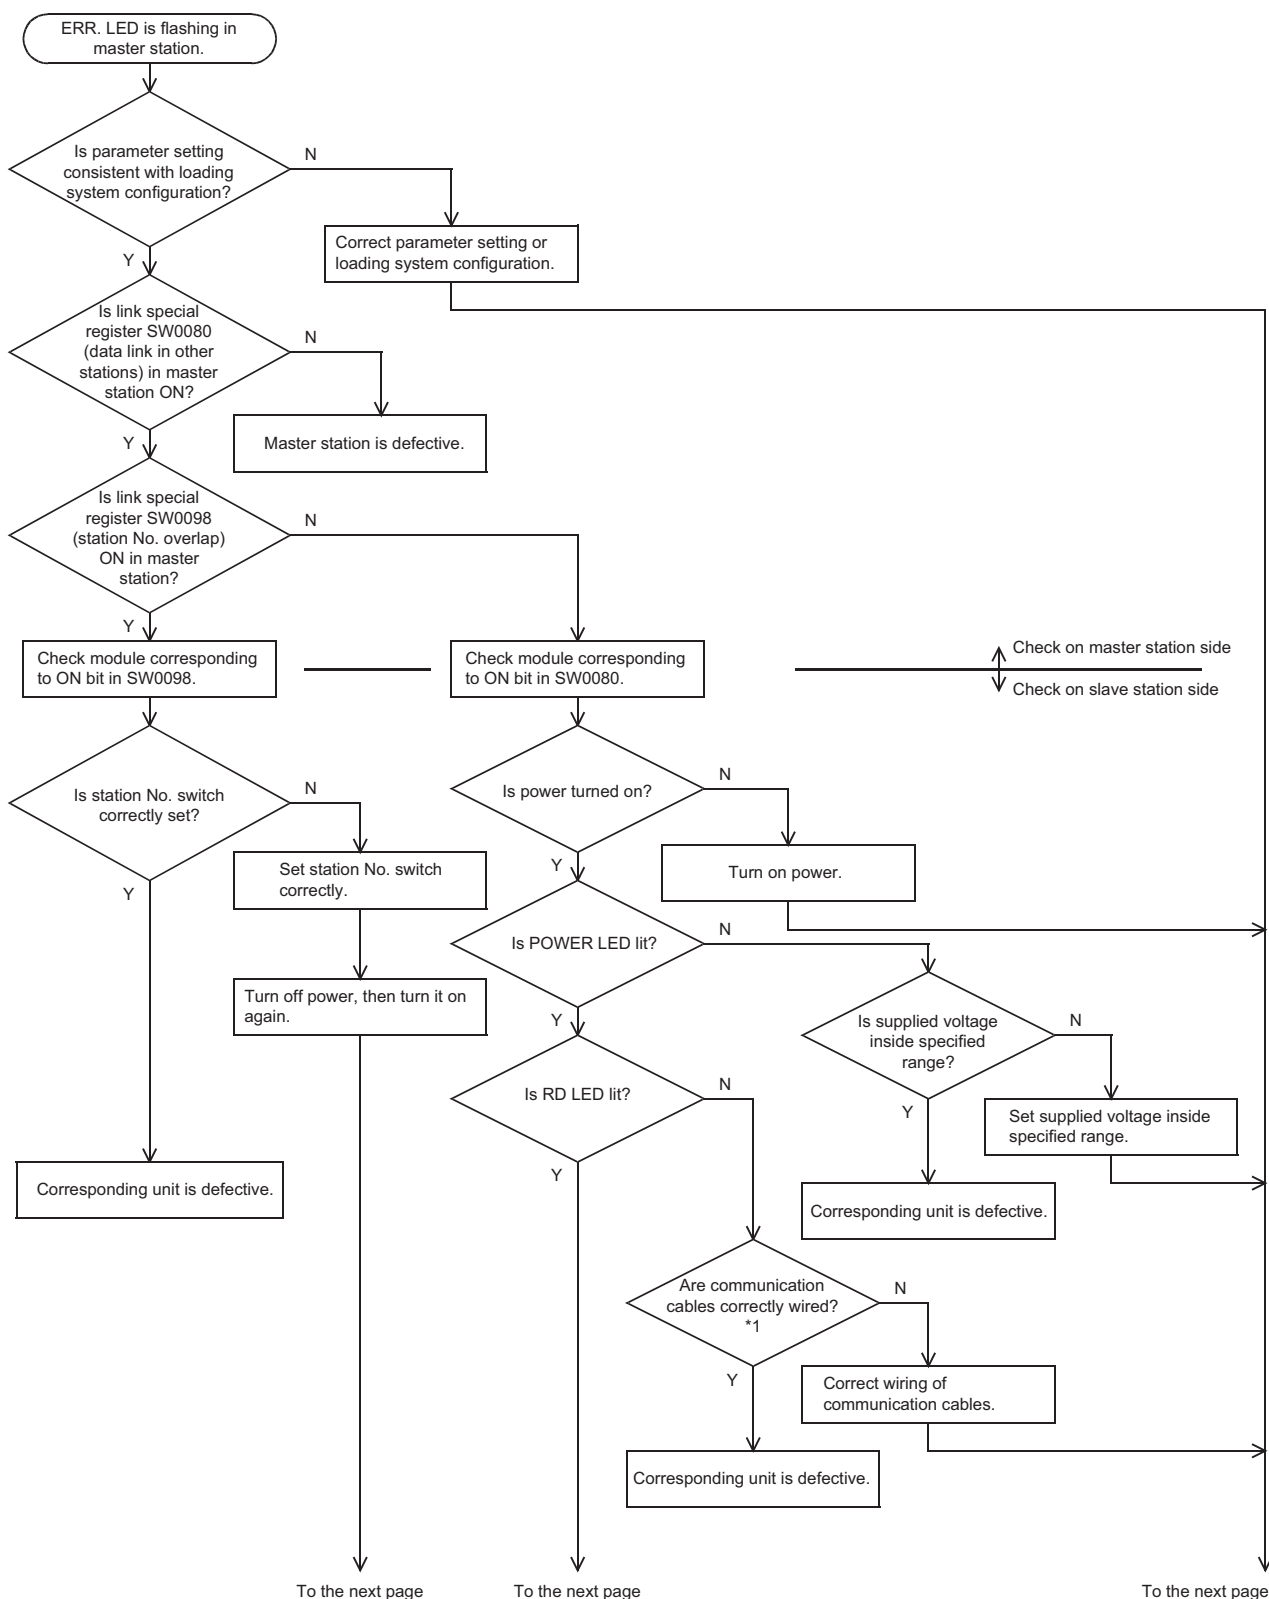 ERR. LED is flashing in
master station.
Is parameter setting
consistent with loading
system configuration?
N
Correct parameter setting or
loading system configuration.
Y
Is link special
register SW0080
(data link in other
stations) in master
station ON?
N
Master station is defective.
Y
Is link special
register SW0098
(station No. overlap)
ON in master
station?
N
Y
Check module corresponding
to ON bit in SW0098.
Check module corresponding
to ON bit in SW0080.
Check on master station side
Check on slave station side
Is station No. switch
correctly set?
N
Set station No. switch
correctly.
Turn off power, then turn it on
again.
Y
Corresponding unit is defective.
Is power turned on?
N
Turn on power.
Y
Is POWER LED lit?
N
Is supplied voltage
inside specified
range?
N
Set supplied voltage inside
specified range.
Y
Corresponding unit is defective.
Y
Is RD LED lit?
N
Y
Are communication
cables correctly wired?
*1
N
Correct wiring of
communication cables.
Y
Corresponding unit is defective.
To the next page
To the next page
To the next page